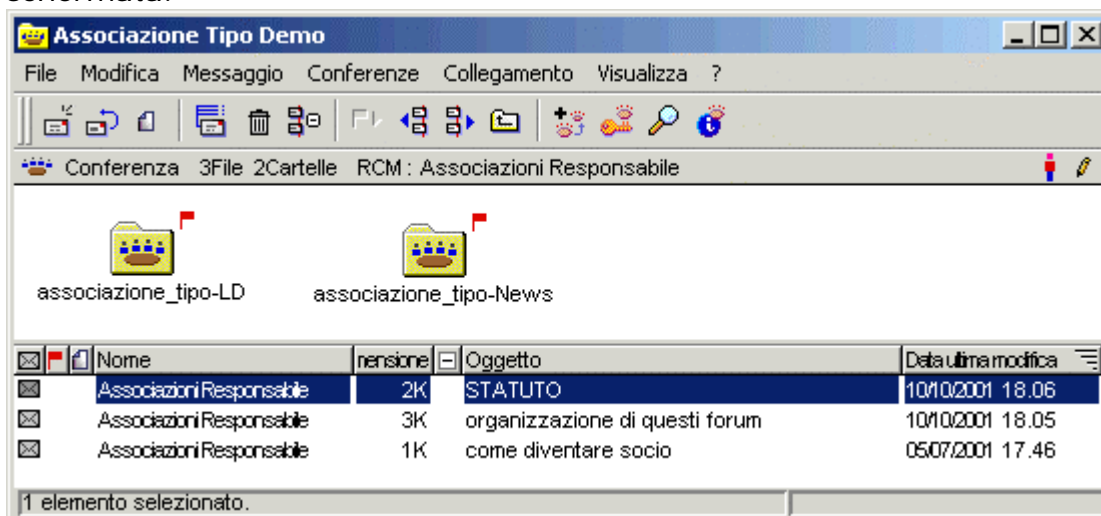 Associazione Tipo Demo
File Modifica Messaggio Conferenze Collegamento Visualizza ?
Conferenza 3File 2Cartelle RCM : Associazioni Responsabile
associazione_tipo-LD associazione_tipo-News
Nome nensione Oggetto Data ultima modifica
Associazioni Responsabile 2K STATUTO 10/10/2001 18.06
Associazioni Responsabile 3K organizzazione di questi forum 10/10/2001 18.05
Associazioni Responsabile 1K come diventare socio 05/07/2001 17.46
1 elemento selezionato.